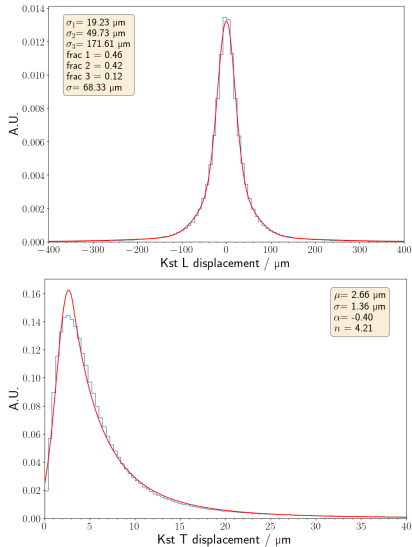 0.014
0.012
0.010
0.008
0.006
0.004
0.002
0.000
A.U.
σ₁= 19.23 μm
σ₂= 49.73 μm
σ₃= 171.61 μm
frac 1 = 0.46
frac 2 = 0.42
frac 3 = 0.12
σ= 68.33 μm
−400 −300 −200 −100 0 100 200 300 400
Kst L displacement / μm
0.16
0.14
0.12
0.10
0.08
0.06
0.04
0.02
0.00
A.U.
μ= 2.66 μm
σ= 1.36 μm
α= -0.40
n = 4.21
0 5 10 15 20 25 30 35 40
Kst T displacement / μm